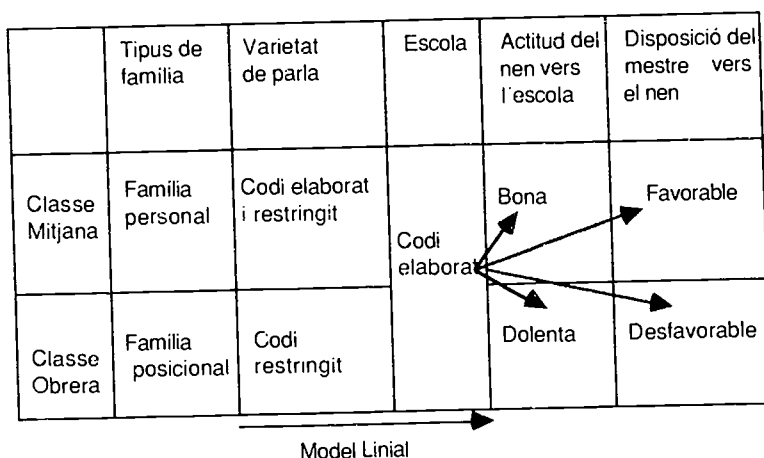 Tipus de
familia
Varietat
de parla
Escola
Actitud del
nen vers
l'escola
Disposició del
mestre vers
el nen
Classe
Mitjana
Familia
personal
Codi elaborat
i restringit
Codi
elaborat
Bona
Favorable
Classe
Obrera
Familia
posicional
Codi
restringit
Dolenta
Desfavorable
Model Linial